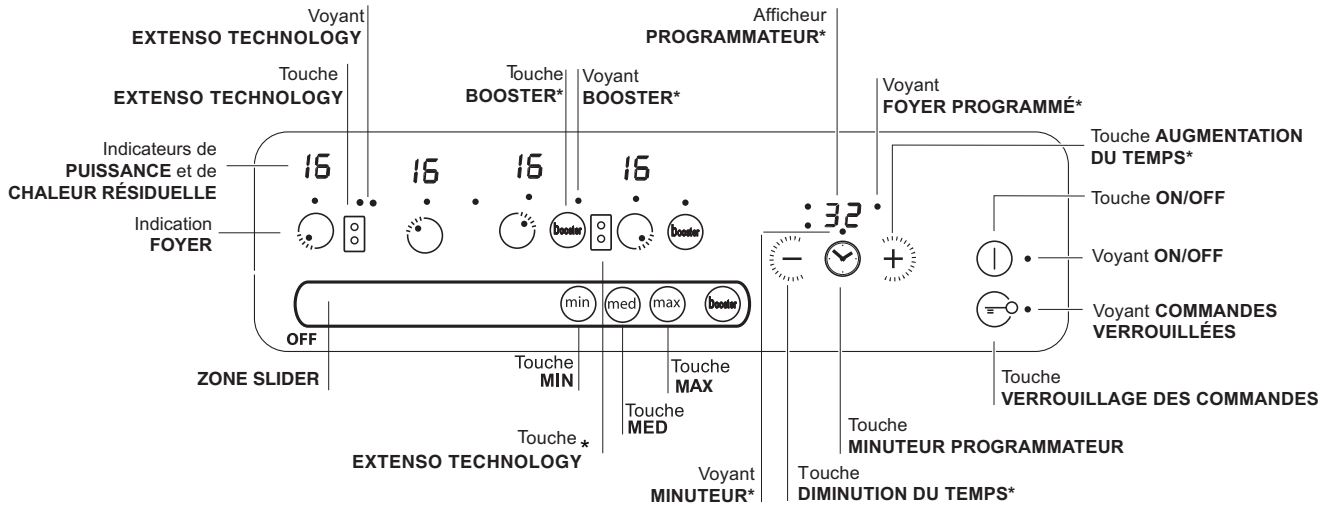 Voyant
EXTENSO TECHNOLOGY
Touche
EXTENSO TECHNOLOGY
Touche
BOOSTER*
Voyant
BOOSTER*
Afficheur
PROGRAMMATEUR*
Voyant
FOYER PROGRAMMÉ*
Touche AUGMENTATION
DU TEMPS*
Indicateurs de
PUISSANCE et de
CHALEUR RÉSIDUELLE
Indication
FOYER
16
16
16
16
32
booster
booster
Touche ON/OFF
Voyant ON/OFF
Voyant COMMANDES
VERROUILLÉES
min
med
max
booster
OFF
ZONE SLIDER
Touche
MIN
Touche
MED
Touche
MAX
Touche *
EXTENSO TECHNOLOGY
Voyant
MINUTEUR*
Touche
DIMINUTION DU TEMPS*
Touche
MINUTEUR PROGRAMMATEUR
Touche
VERROUILLAGE DES COMMANDES